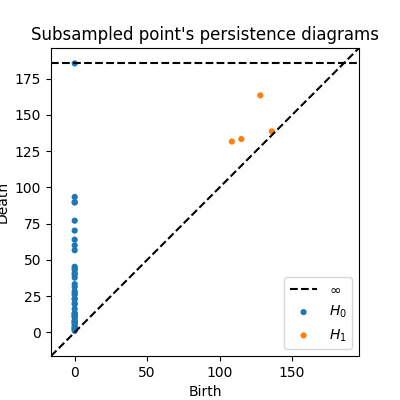 Subsampled point's persistence diagrams
175
150
125
100
75
50
25
0
Death
0 50 100 150
Birth
∞
H₀
H₁